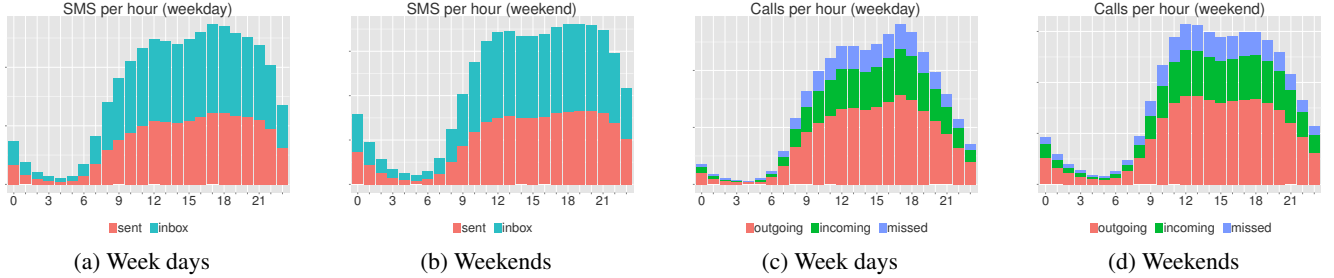 SMS per hour (weekday)
0 3 6 9 12 15 18 21
sent inbox
(a) Week days
SMS per hour (weekend)
0 3 6 9 12 15 18 21
sent inbox
(b) Weekends
Calls per hour (weekday)
0 3 6 9 12 15 18 21
outgoing incoming missed
(c) Week days
Calls per hour (weekend)
0 3 6 9 12 15 18 21
outgoing incoming missed
(d) Weekends